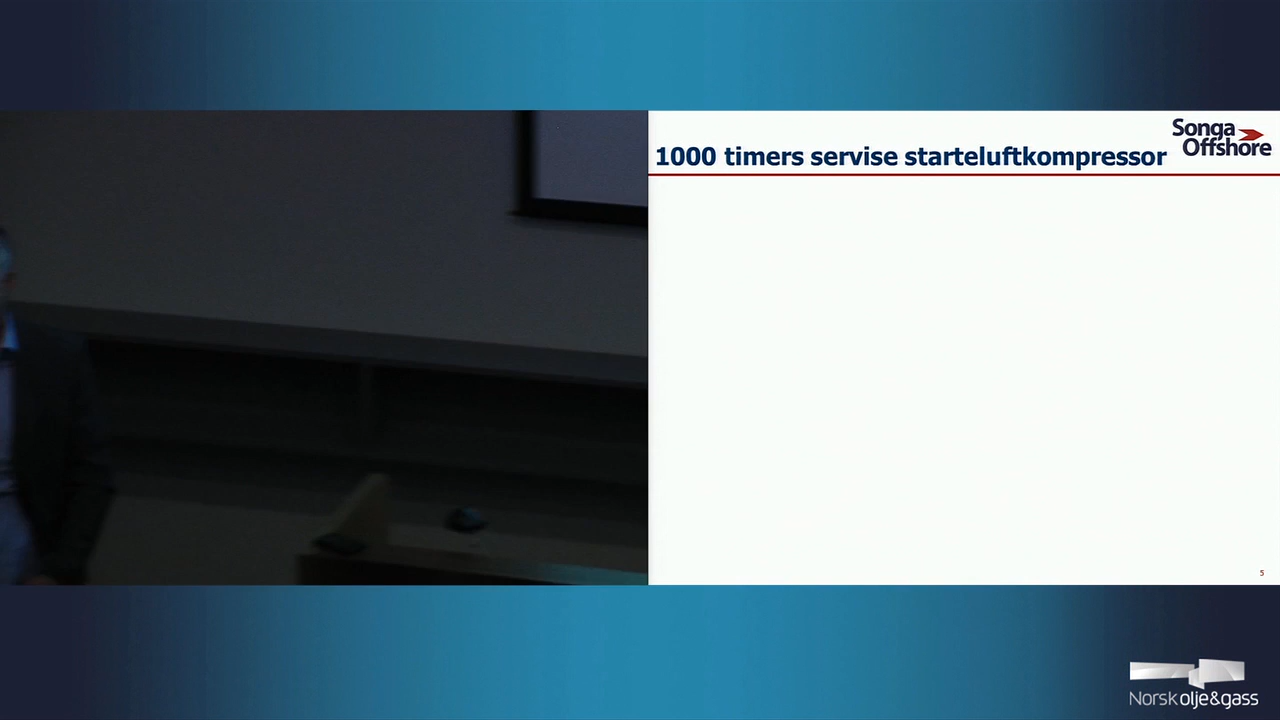 1000 timers servise starteluftkompressor
Songa
Offshore
5
Norsk olje&gass